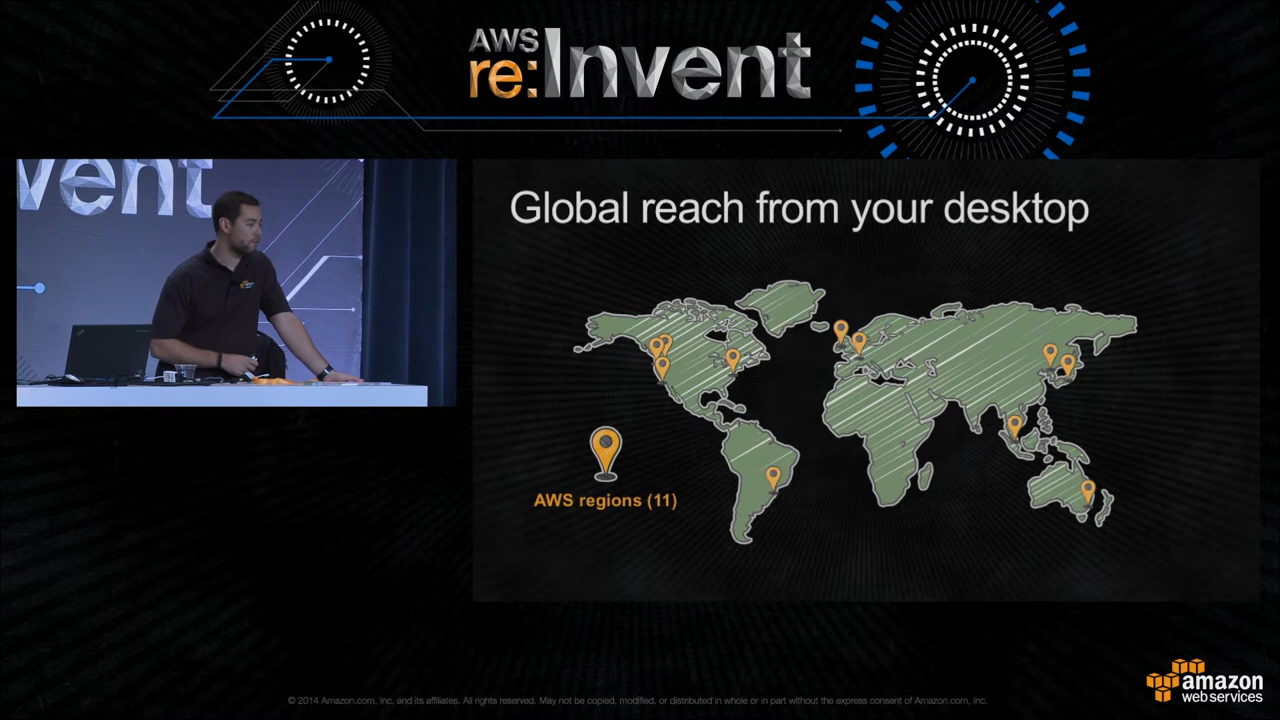 AWS
re:Invent
vent
Global reach from your desktop
AWS regions (11)
amazon
web services
© 2014 Amazon.com, Inc. and its affiliates. All rights reserved. May not be copied, modified, or distributed in whole or in part without the express consent of Amazon.com, Inc.